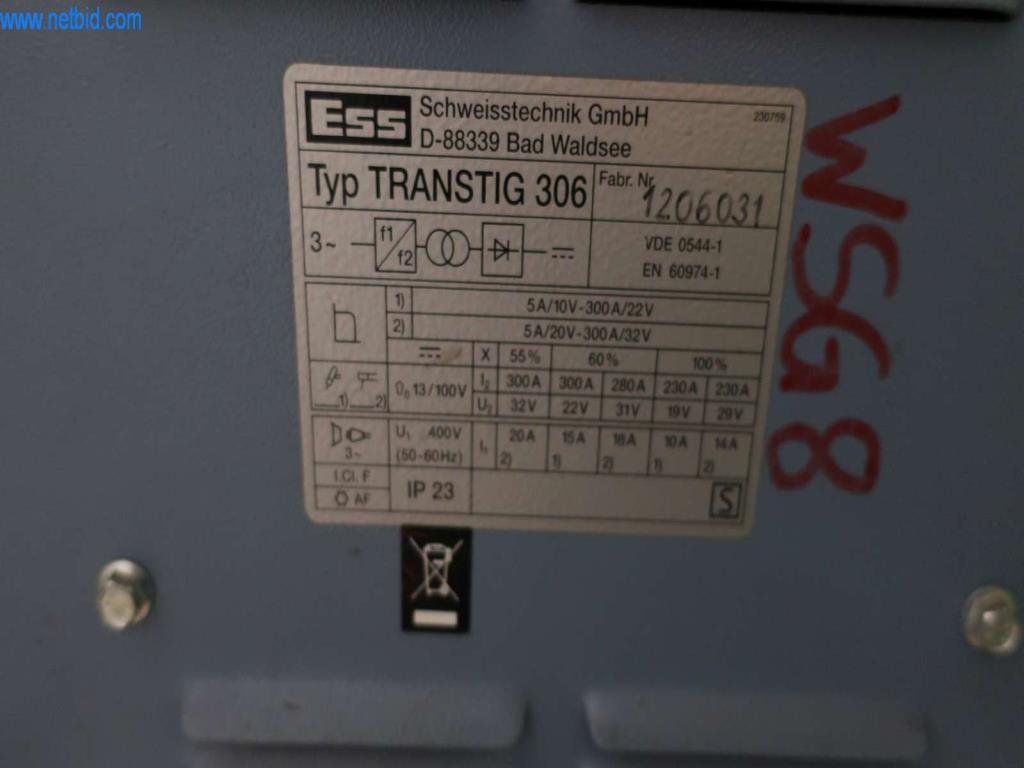 www.netbid.com
Ess Schweisstechnik GmbH 230759
D-88339 Bad Waldsee
Typ TRANSTIG 306 Fabr. Nr. 1206031
3~ f1 f2
VDE 0544-1
EN 60974-1
1) 5A/10V-300A/22V
2) 5A/20V-300A/32V
X 55% 60% 100%
1) 2) U₀ 13/100V I₂ 300A 300A 280A 230A 230A
U₂ 32V 22V 31V 19V 29V
3~ U₁ 400V (50-60Hz) I₁ 20A 15A 18A 10A 14A
2) 1) 2) 1) 2)
I.Cl. F
AF
IP 23
S
WSG8